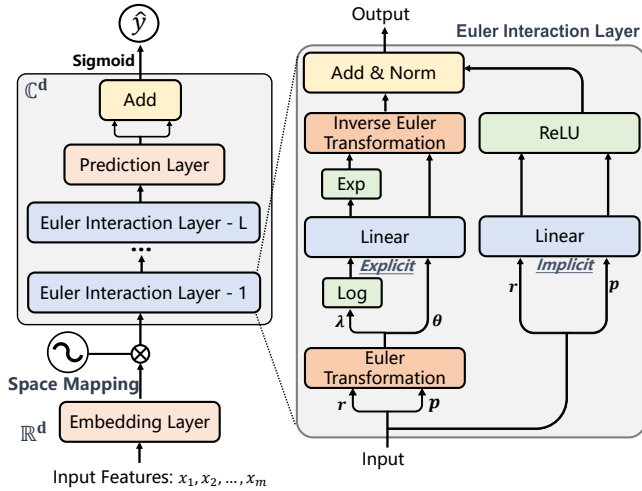 ŷ
Sigmoid
ℂᵈ
Add
Prediction Layer
Euler Interaction Layer - L
...
Euler Interaction Layer - 1
Space Mapping
ℝᵈ
Embedding Layer
Input Features: x₁, x₂, ..., xₘ
Output
Euler Interaction Layer
Add & Norm
Inverse Euler
Transformation
ReLU
Exp
Linear
Linear
Explicit
Implicit
Log
r
p
λ
θ
Euler
Transformation
r
p
Input